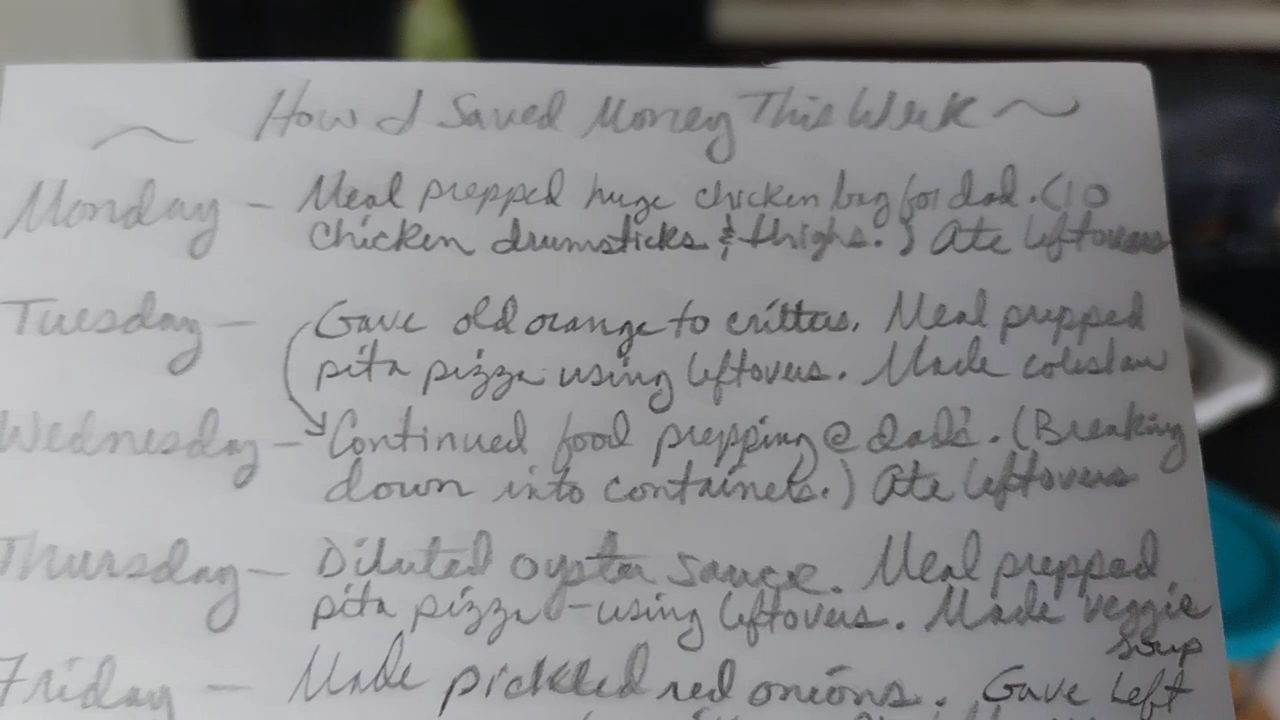 ~ How I Saved Money This Week ~
Monday - Meal prepped huge chicken bag for dad. (10
chicken drumsticks & thighs.) Ate leftovers
Tuesday - Gave old orange to critters. Meal prepped
pita pizza using leftovers. Made coleslaw
Wednesday - Continued food prepping @ dad's. (Breaking
down into containers.) Ate leftovers
Thursday - Diluted oyster sauce. Meal prepped
pita pizza - using leftovers. Made veggie
soup
Friday - Made pickled red onions. Gave left